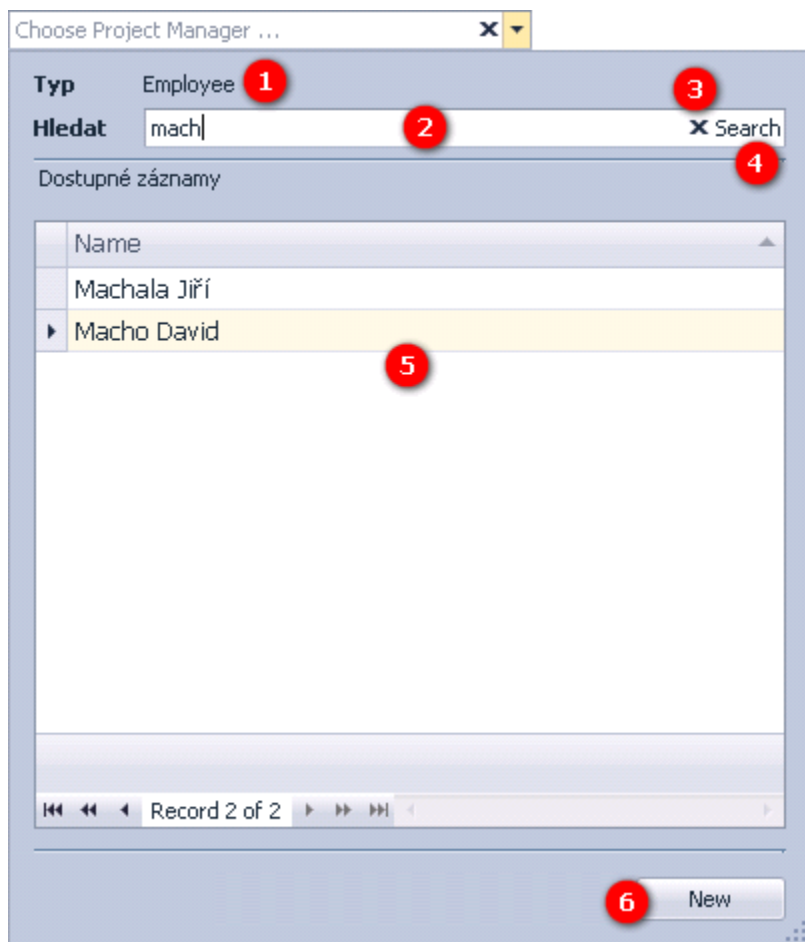 Choose Project Manager ...
Typ Employee 1
3
Hledat mach 2 Search
4
Dostupné záznamy
Name
Machala Jiří
Macho David
5
Record 2 of 2
6 New